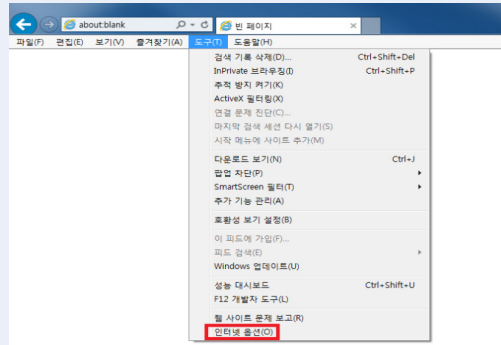 about:blank
빈 페이지
파일(F) 편집(E) 보기(V) 즐겨찾기(A) 도구(T) 도움말(H)
검색 기록 삭제(D)... Ctrl+Shift+Del
InPrivate 브라우징(I) Ctrl+Shift+P
추적 방지 켜기(K)
ActiveX 필터링(X)
연결 문제 진단(C)...
마지막 검색 세션 다시 열기(S)
시작 메뉴에 사이트 추가(M)
다운로드 보기(N) Ctrl+J
팝업 차단(P)
SmartScreen 필터(T)
추가 기능 관리(A)
호환성 보기 설정(B)
이 피드에 가입(F)...
피드 검색(E)
Windows 업데이트(U)
성능 대시보드 Ctrl+Shift+U
F12 개발자 도구(L)
웹 사이트 문제 보고(R)
인터넷 옵션(O)